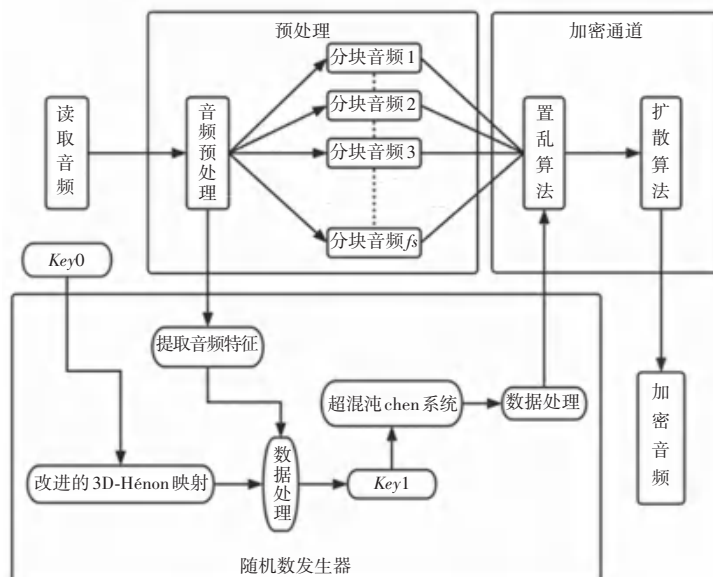 预处理
加密通道
读取音频
音频预处理
分块音频1
分块音频2
分块音频3
分块音频fs
置乱算法
扩散算法
Key0
提取音频特征
超混沌chen系统
数据处理
加密音频
改进的3D-Hénon映射
数据处理
Key1
随机数发生器